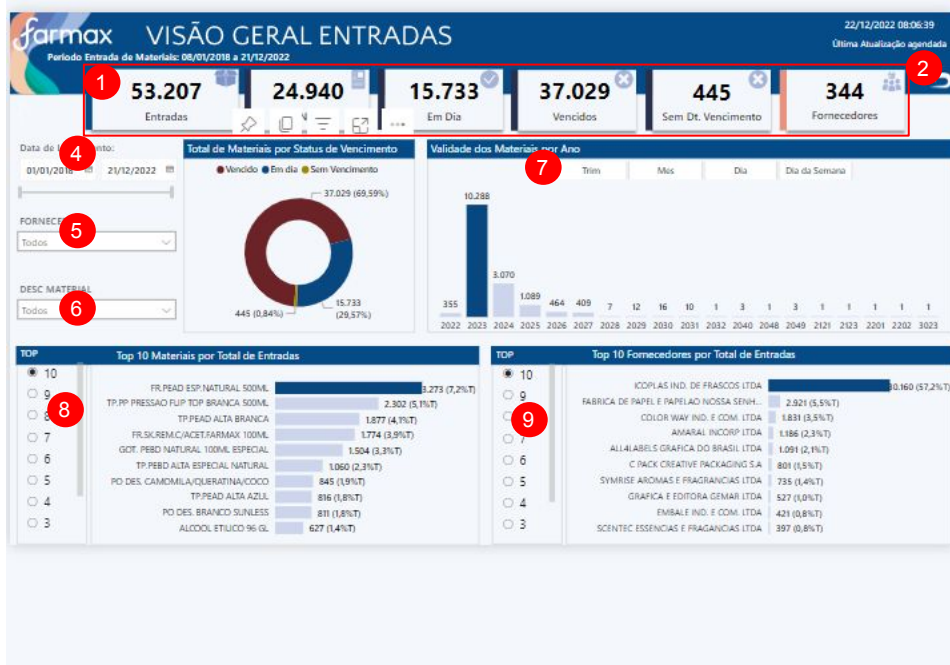 farmax
VISÃO GERAL ENTRADAS
22/12/2022 08:06:39
Última Atualização agendada
Periodo Entrada de Materiais: 08/01/2018 a 21/12/2022
1
2
53.207
Entradas
24.940
15.733
Em Dia
37.029
Vencidos
445
Sem Dt. Vencimento
344
Fornecedores
Data de
4
01/01/2018
21/12/2022
5
Todos
DESC MATERIAL
6
Todos
Total de Materiais por Status de Vencimento
Vencido Em dia Sem Vencimento
37.029 (69,59%)
15.733
(29,57%)
445 (0,84%)
Validade dos Materiais por Ano
7
Trim Mes Dia Dia da Semana
355 10.288 3.070 1.089 464 409 7 12 16 10 1 3 1 3 1 1 1 1 1
2022 2023 2024 2025 2026 2027 2028 2029 2030 2031 2032 2040 2048 2049 2121 2123 2201 2202 3023
TOP
Top 10 Materiais por Total de Entradas
10
9
8
7
6
5
4
3
8
FR.PEAD ESP.NATURAL 500ML 3.273 (7,2%T)
TP.PP PRESSAO FLIP TOP BRANCA 500ML 2.302 (5,1%T)
TP.PEAD ALTA BRANCA 1.877 (4,1%T)
FR.SK.REM.C/ACET.FARMAX 100ML 1.774 (3,9%T)
GOT. PEBD NATURAL 100ML ESPECIAL 1.504 (3,3%T)
TP.PEBD ALTA ESPECIAL NATURAL 1.060 (2,3%T)
PO DES. CAMOMILA/QUERATINA/COCO 845 (1,9%T)
TP.PEAD ALTA AZUL 816 (1,8%T)
PO DES. BRANCO SUNLESS 811 (1,8%T)
ALCOOL ETILICO 96 GL 627 (1,4%T)
TOP
Top 10 Fornecedores por Total de Entradas
10
9
7
6
5
4
3
9
ICOPLAS IND. DE FRASCOS LTDA 30.160 (57,2%T)
FABRICA DE PAPEL E PAPELAO NOSSA SENH... 2.921 (5,5%T)
COLOR WAY IND. E COM. LTDA 1.831 (3,5%T)
AMARAL INCORP LTDA 1.186 (2,3%T)
ALL4LABELS GRAFICA DO BRASIL LTDA 1.091 (2,1%T)
C PACK CREATIVE PACKAGING S.A 801 (1,5%T)
SYMRISE AROMAS E FRAGRANCIAS LTDA 735 (1,4%T)
GRAFICA E EDITORA GEMAR LTDA 527 (1,0%T)
EMBALE IND. E COM. LTDA 421 (0,8%T)
SCENTEC ESSENCIAS E FRAGANCIAS LTDA 397 (0,8%T)